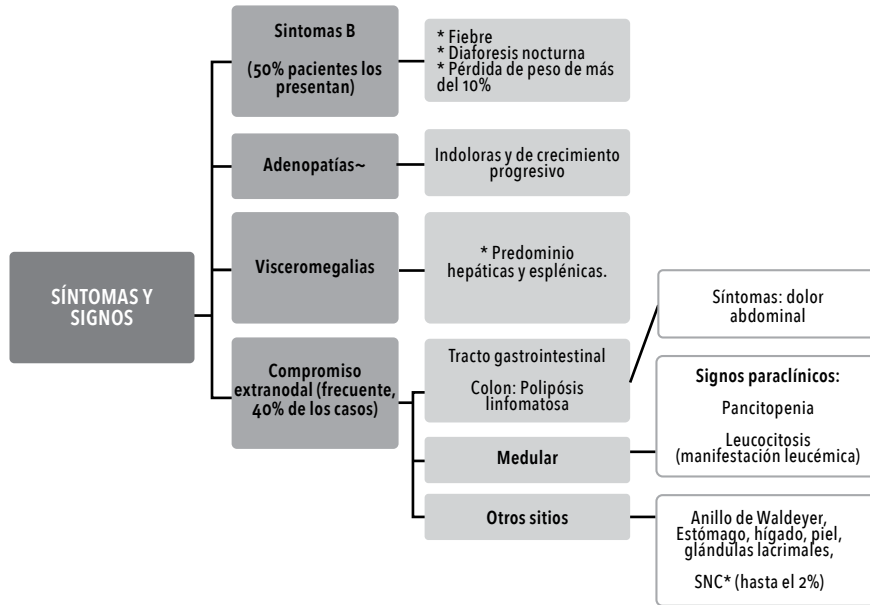 SÍNTOMAS Y
SIGNOS
Sintomas B
(50% pacientes los
presentan)
* Fiebre
* Diaforesis nocturna
* Pérdida de peso de más
del 10%
Adenopatías~
Indoloras y de crecimiento
progresivo
Visceromegalias
* Predominio
hepáticas y esplénicas.
Compromiso
extranodal (frecuente,
40% de los casos)
Tracto gastrointestinal
Colon: Polipósis
linfomatosa
Síntomas: dolor
abdominal
Medular
Signos paraclínicos:
Pancitopenia
Leucocitosis
(manifestación leucémica)
Otros sitios
Anillo de Waldeyer,
Estómago, hígado, piel,
glándulas lacrimales,
SNC* (hasta el 2%)